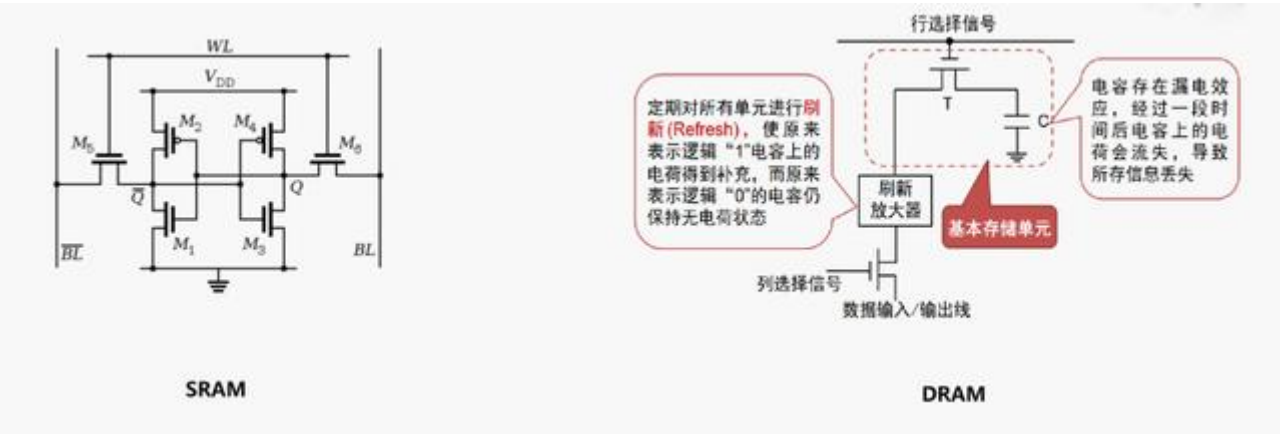 WL
V_DD
M₂
M₄
M₅
M₆
Q̅
Q
M₁
M₃
B̅L̅
BL
SRAM
行选择信号
定期对所有单元进行刷
新(Refresh)，使原来
表示逻辑“1”电容上的
电荷得到补充，而原来
表示逻辑“0”的电容仍
保持无电荷状态
T
C
电容存在漏电效
应，经过一段时
间后电容上的电
荷会流失，导致
所存信息丢失
刷新
放大器
基本存储单元
列选择信号
数据输入/输出线
DRAM